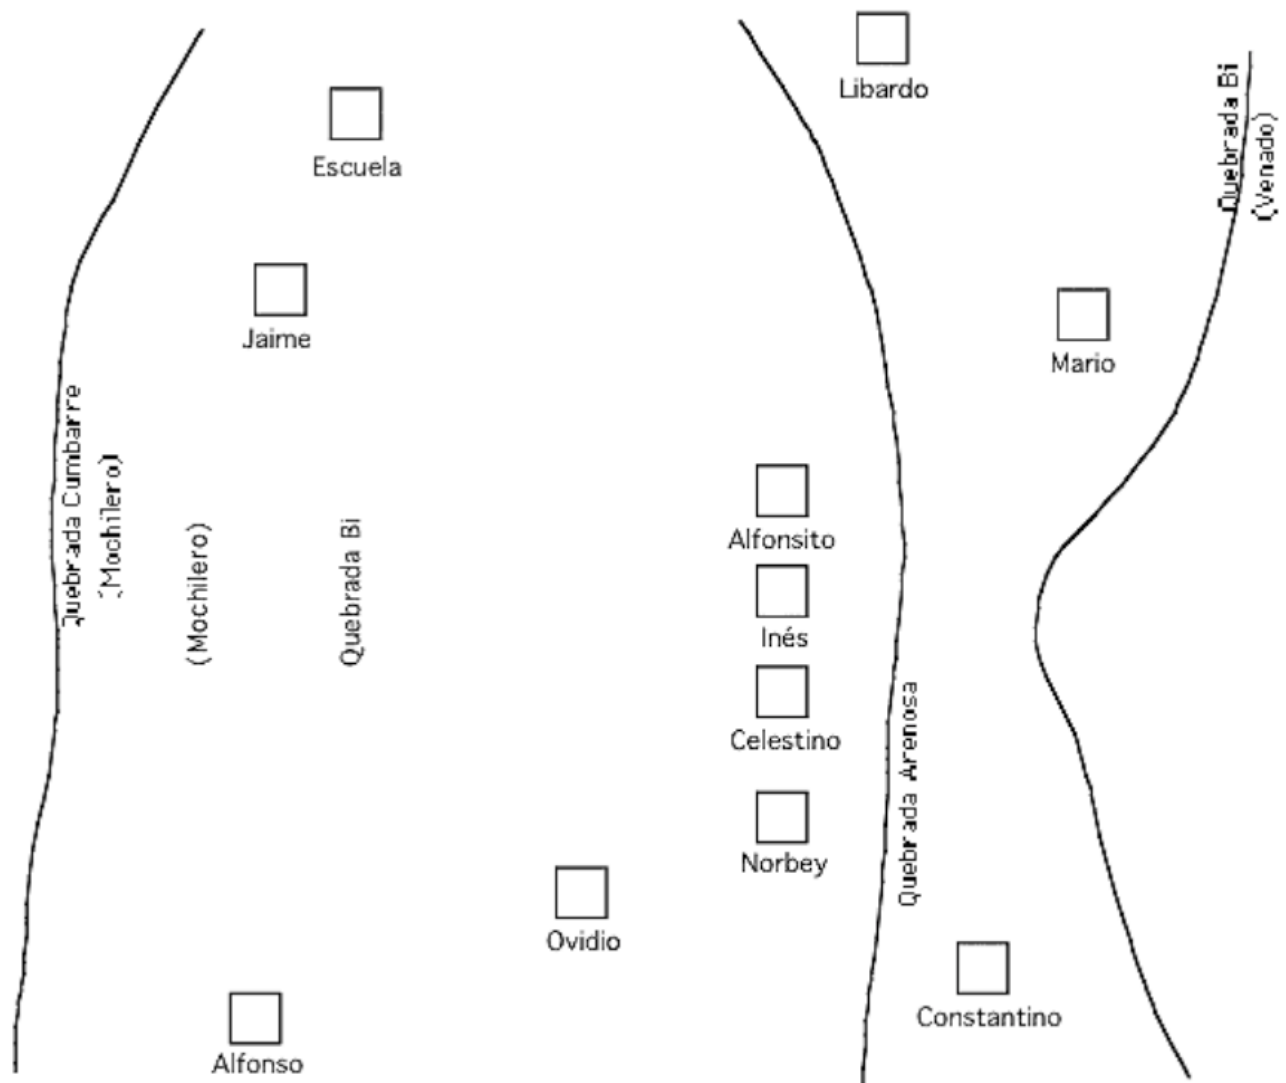 Libardo
Quebrada Bi
(Venado)
Escuela
Jaime
Mario
Quebrada Cumbarre
(Mochilero)
(Mochilero)
Quebrada Bi
Alfonsito
Inés
Celestino
Quebrada Arenosa
Norbey
Ovidio
Constantino
Alfonso